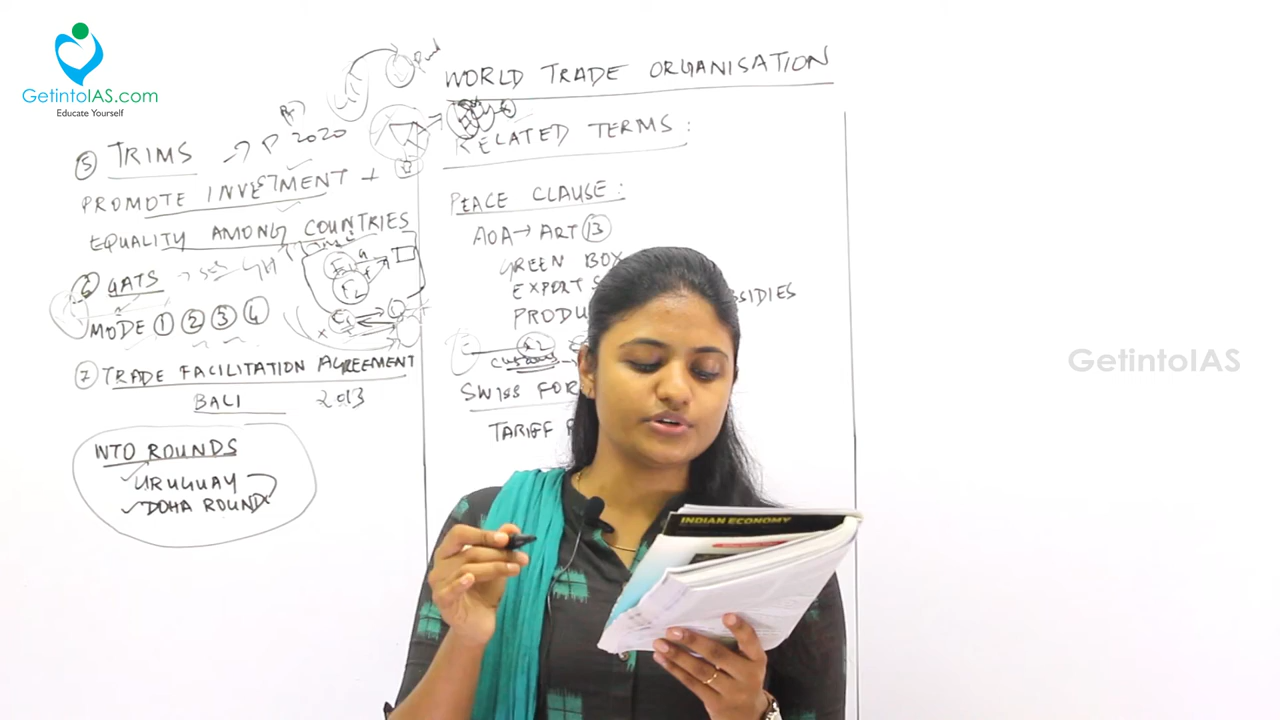 GetintoIAS.com
Educate Yourself
WORLD TRADE ORGANISATION
RELATED TERMS:
PEACE CLAUSE:
AOA → ART 13
GREEN BOX
EXPORT S
PRODU SIDIES
SWISS FOR
TARIFF
5 TRIMS
2020
PROMOTE INVESTMENT +
EQUALITY AMONG COUNTRIES
6 GATS
MODE 1 2 3 4
7 TRADE FACILITATION AGREEMENT
BALI 2013
WTO ROUNDS
URUGUAY
DOHA ROUND
INDIAN ECONOMY
GetintoIAS